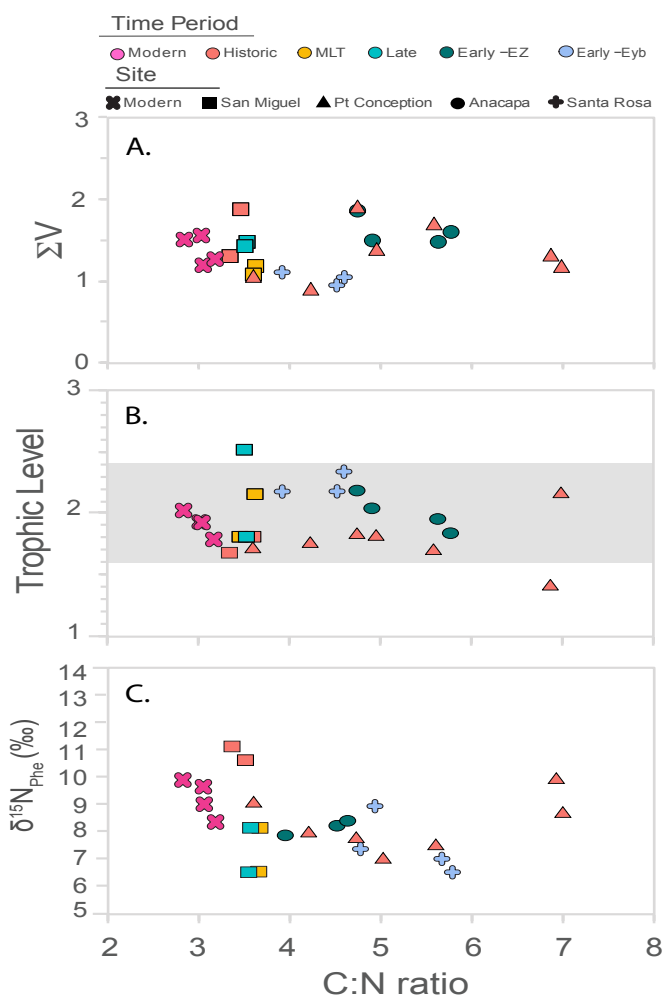 Time Period
Modern Historic MLT Late Early -EZ Early -Eyb
Site
Modern San Miguel Pt Conception Anacapa Santa Rosa
A.
ΣV
3
2
1
0
B.
Trophic Level
3
2
1
C.
δ¹⁵N_Phe (‰)
14
13
12
11
10
9
8
7
6
5
2 3 4 5 6 7 8
C:N ratio